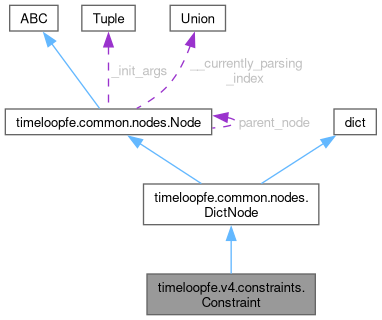 ABC
Tuple
Union
_init_args
__currently_parsing
_index
timeloopfe.common.nodes.Node
parent_node
dict
timeloopfe.common.nodes.
DictNode
timeloopfe.v4.constraints.
Constraint